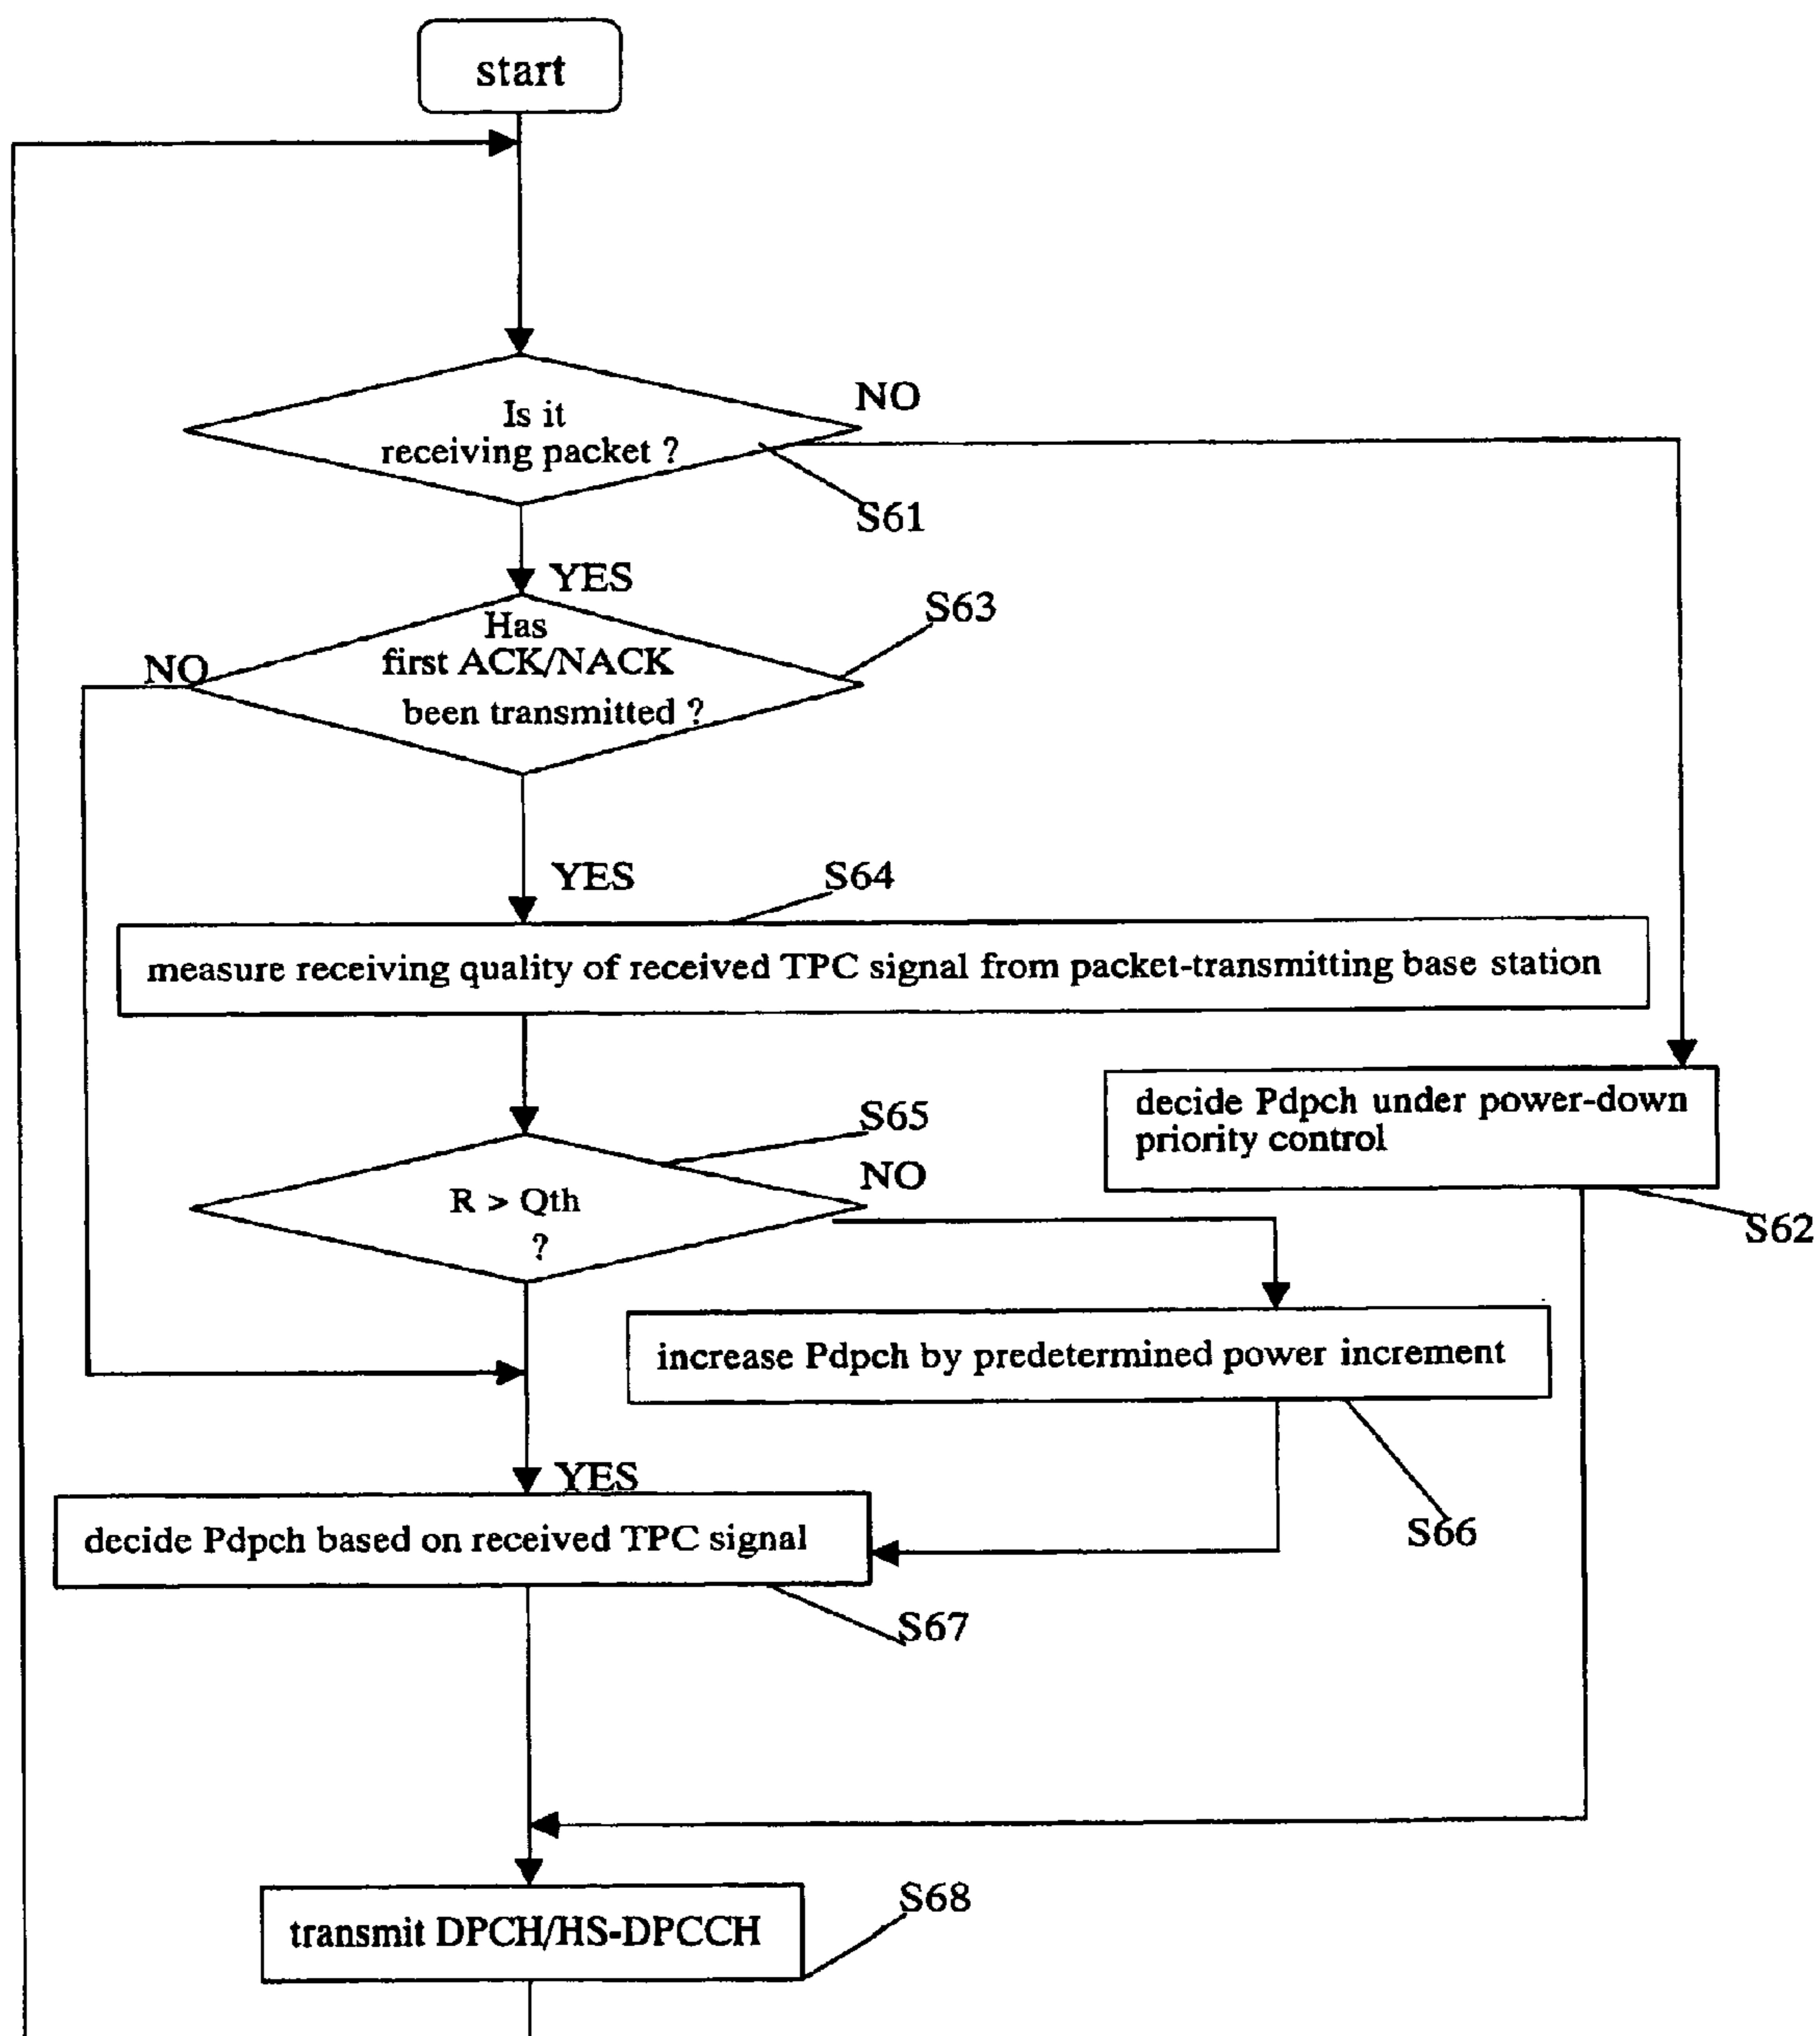 start
Is it
receiving packet ?
NO
S61
YES
Has
first ACK/NACK
been transmitted ?
S63
NO
YES
S64
measure receiving quality of received TPC signal from packet-transmitting base station
decide Pdpch under power-down
priority control
S62
S65
R > Qth
?
NO
increase Pdpch by predetermined power increment
S66
YES
decide Pdpch based on received TPC signal
S67
transmit DPCH/HS-DPCCH
S68